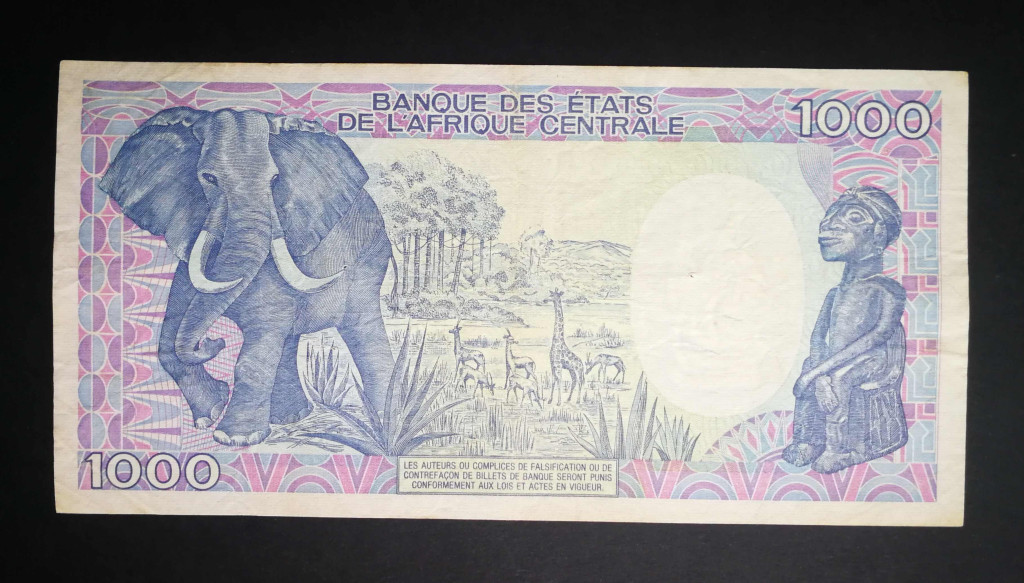 BANQUE DES ÉTATS
DE L'AFRIQUE CENTRALE
1000
1000
LES AUTEURS OU COMPLICES DE FALSIFICATION OU DE
CONTREFAÇON DE BILLETS DE BANQUE SERONT PUNIS
CONFORMEMENT AUX LOIS ET ACTES EN VIGUEUR.